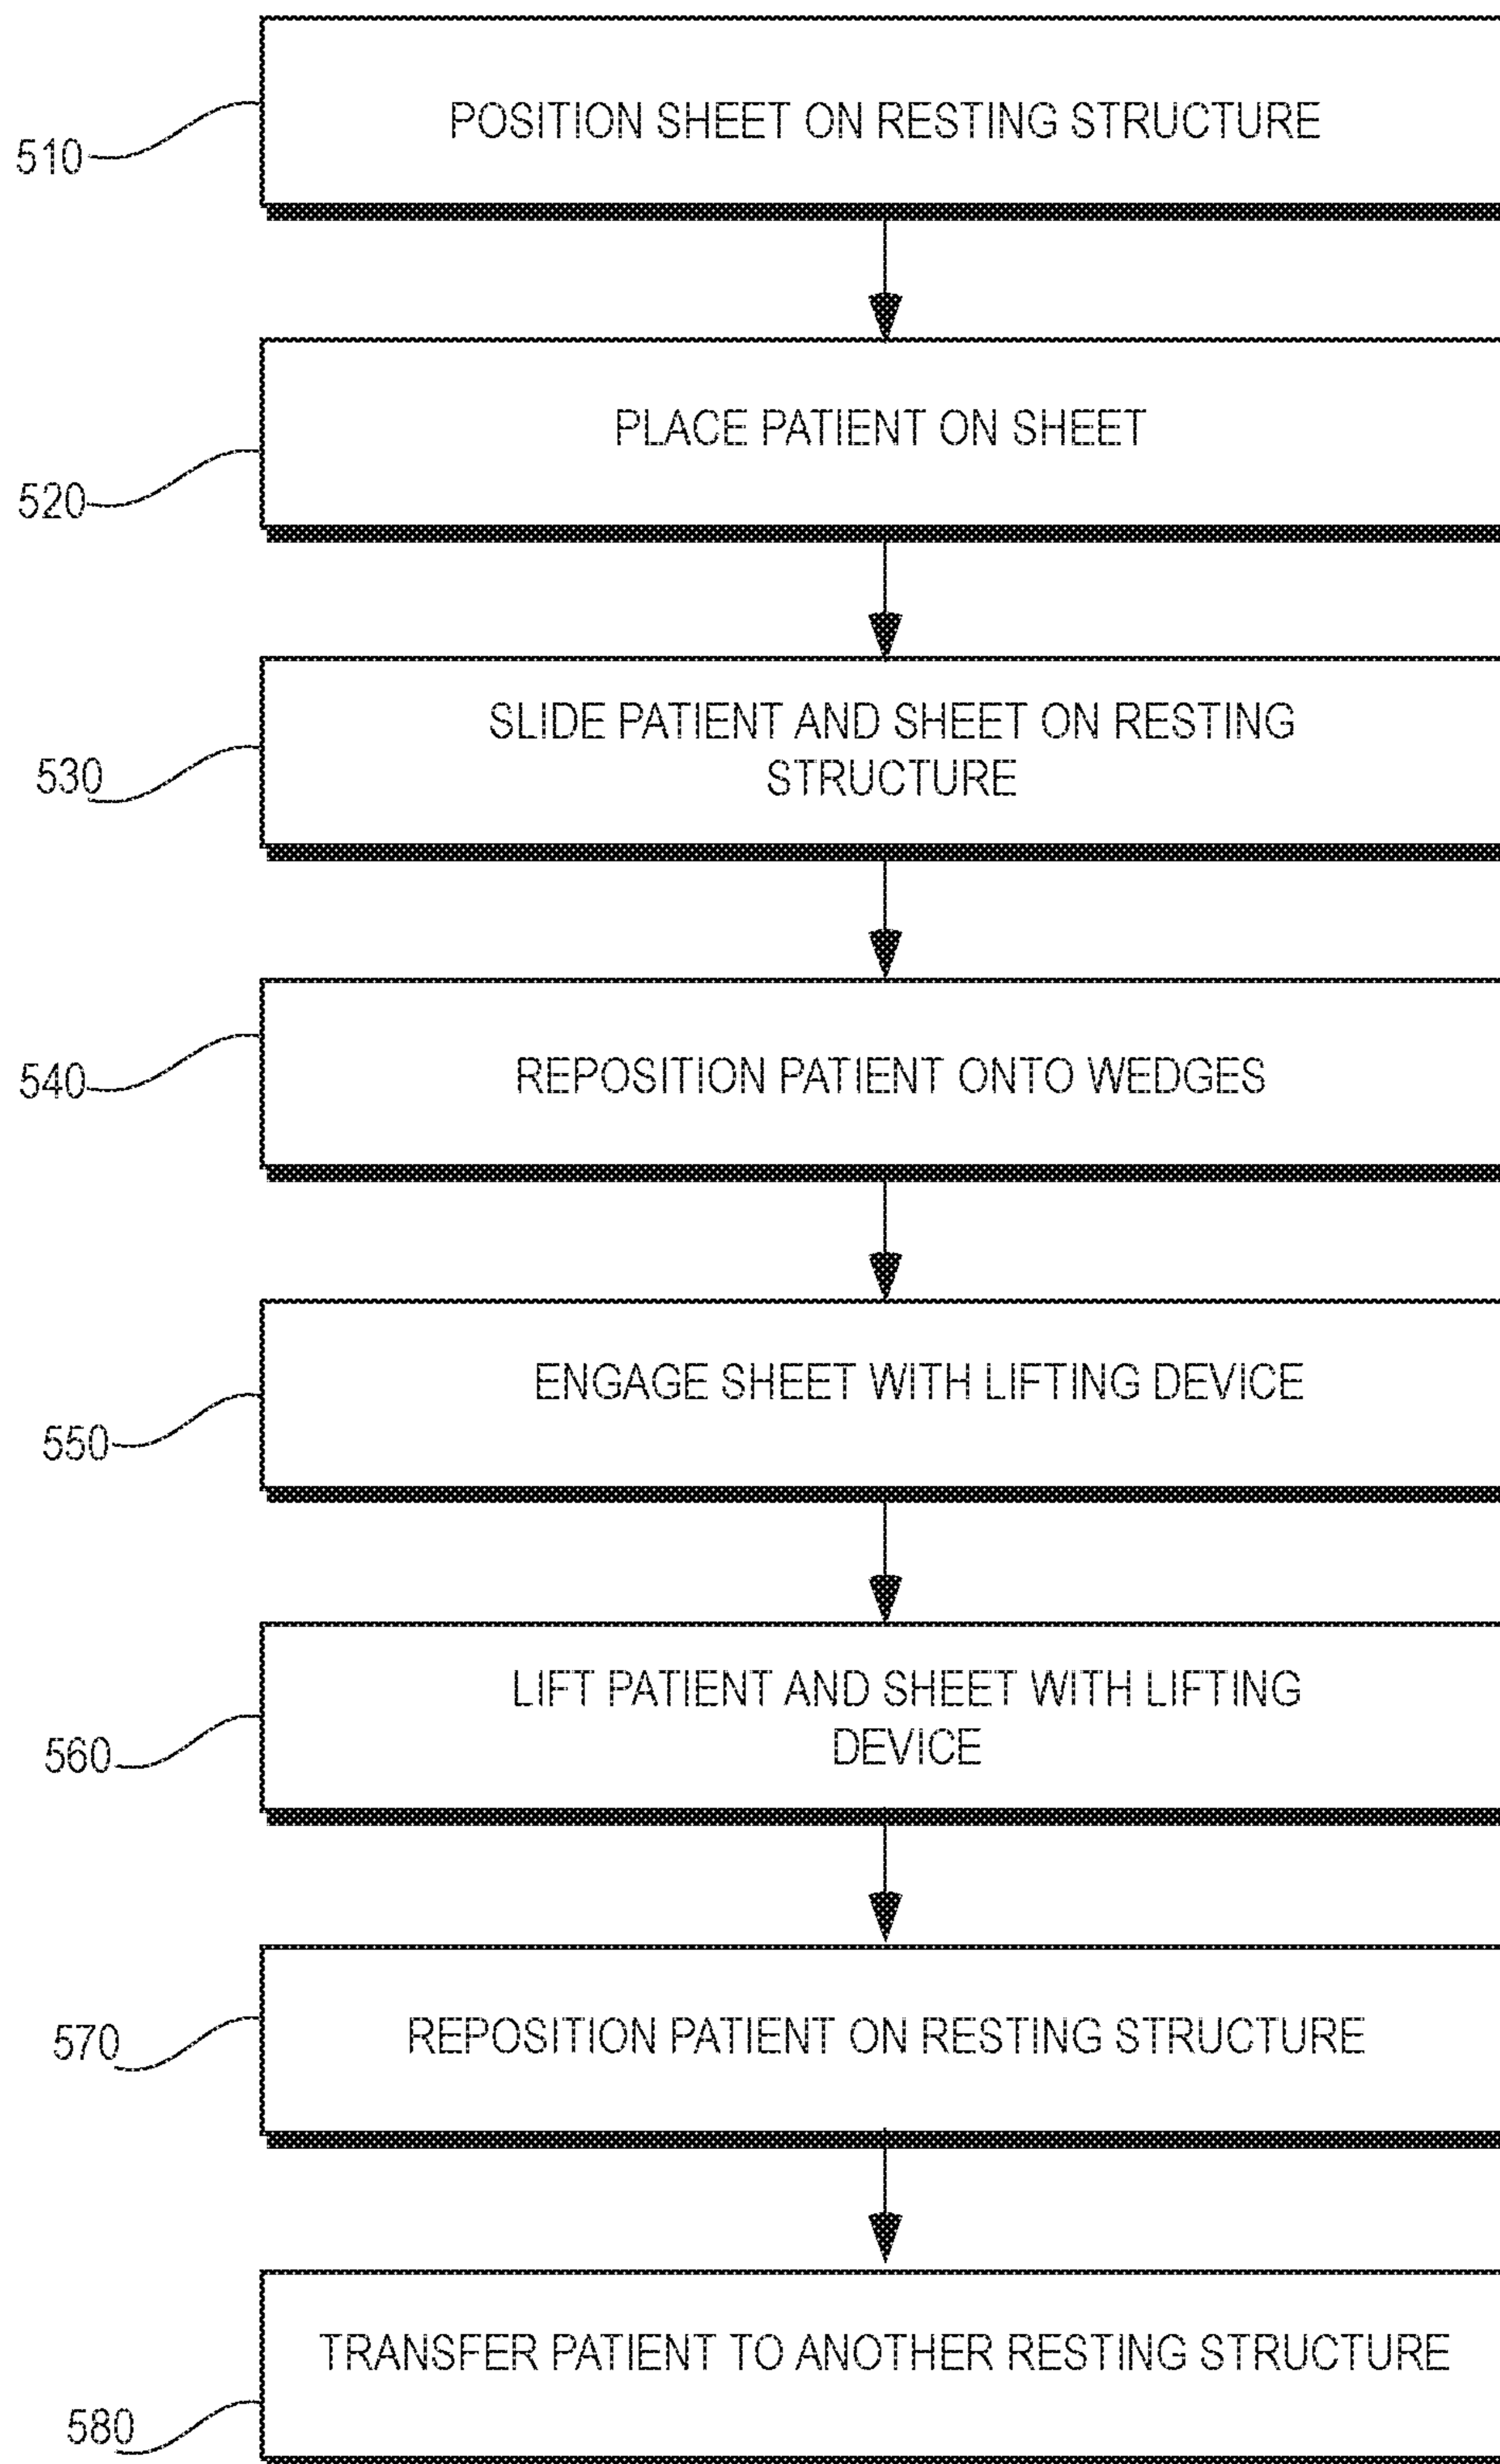 POSITION SHEET ON RESTING STRUCTURE
510
PLACE PATIENT ON SHEET
520
SLIDE PATIENT AND SHEET ON RESTING
STRUCTURE
530
REPOSITION PATIENT ONTO WEDGES
540
ENGAGE SHEET WITH LIFTING DEVICE
550
LIFT PATIENT AND SHEET WITH LIFTING
DEVICE
560
REPOSITION PATIENT ON RESTING STRUCTURE
570
TRANSFER PATIENT TO ANOTHER RESTING STRUCTURE
580